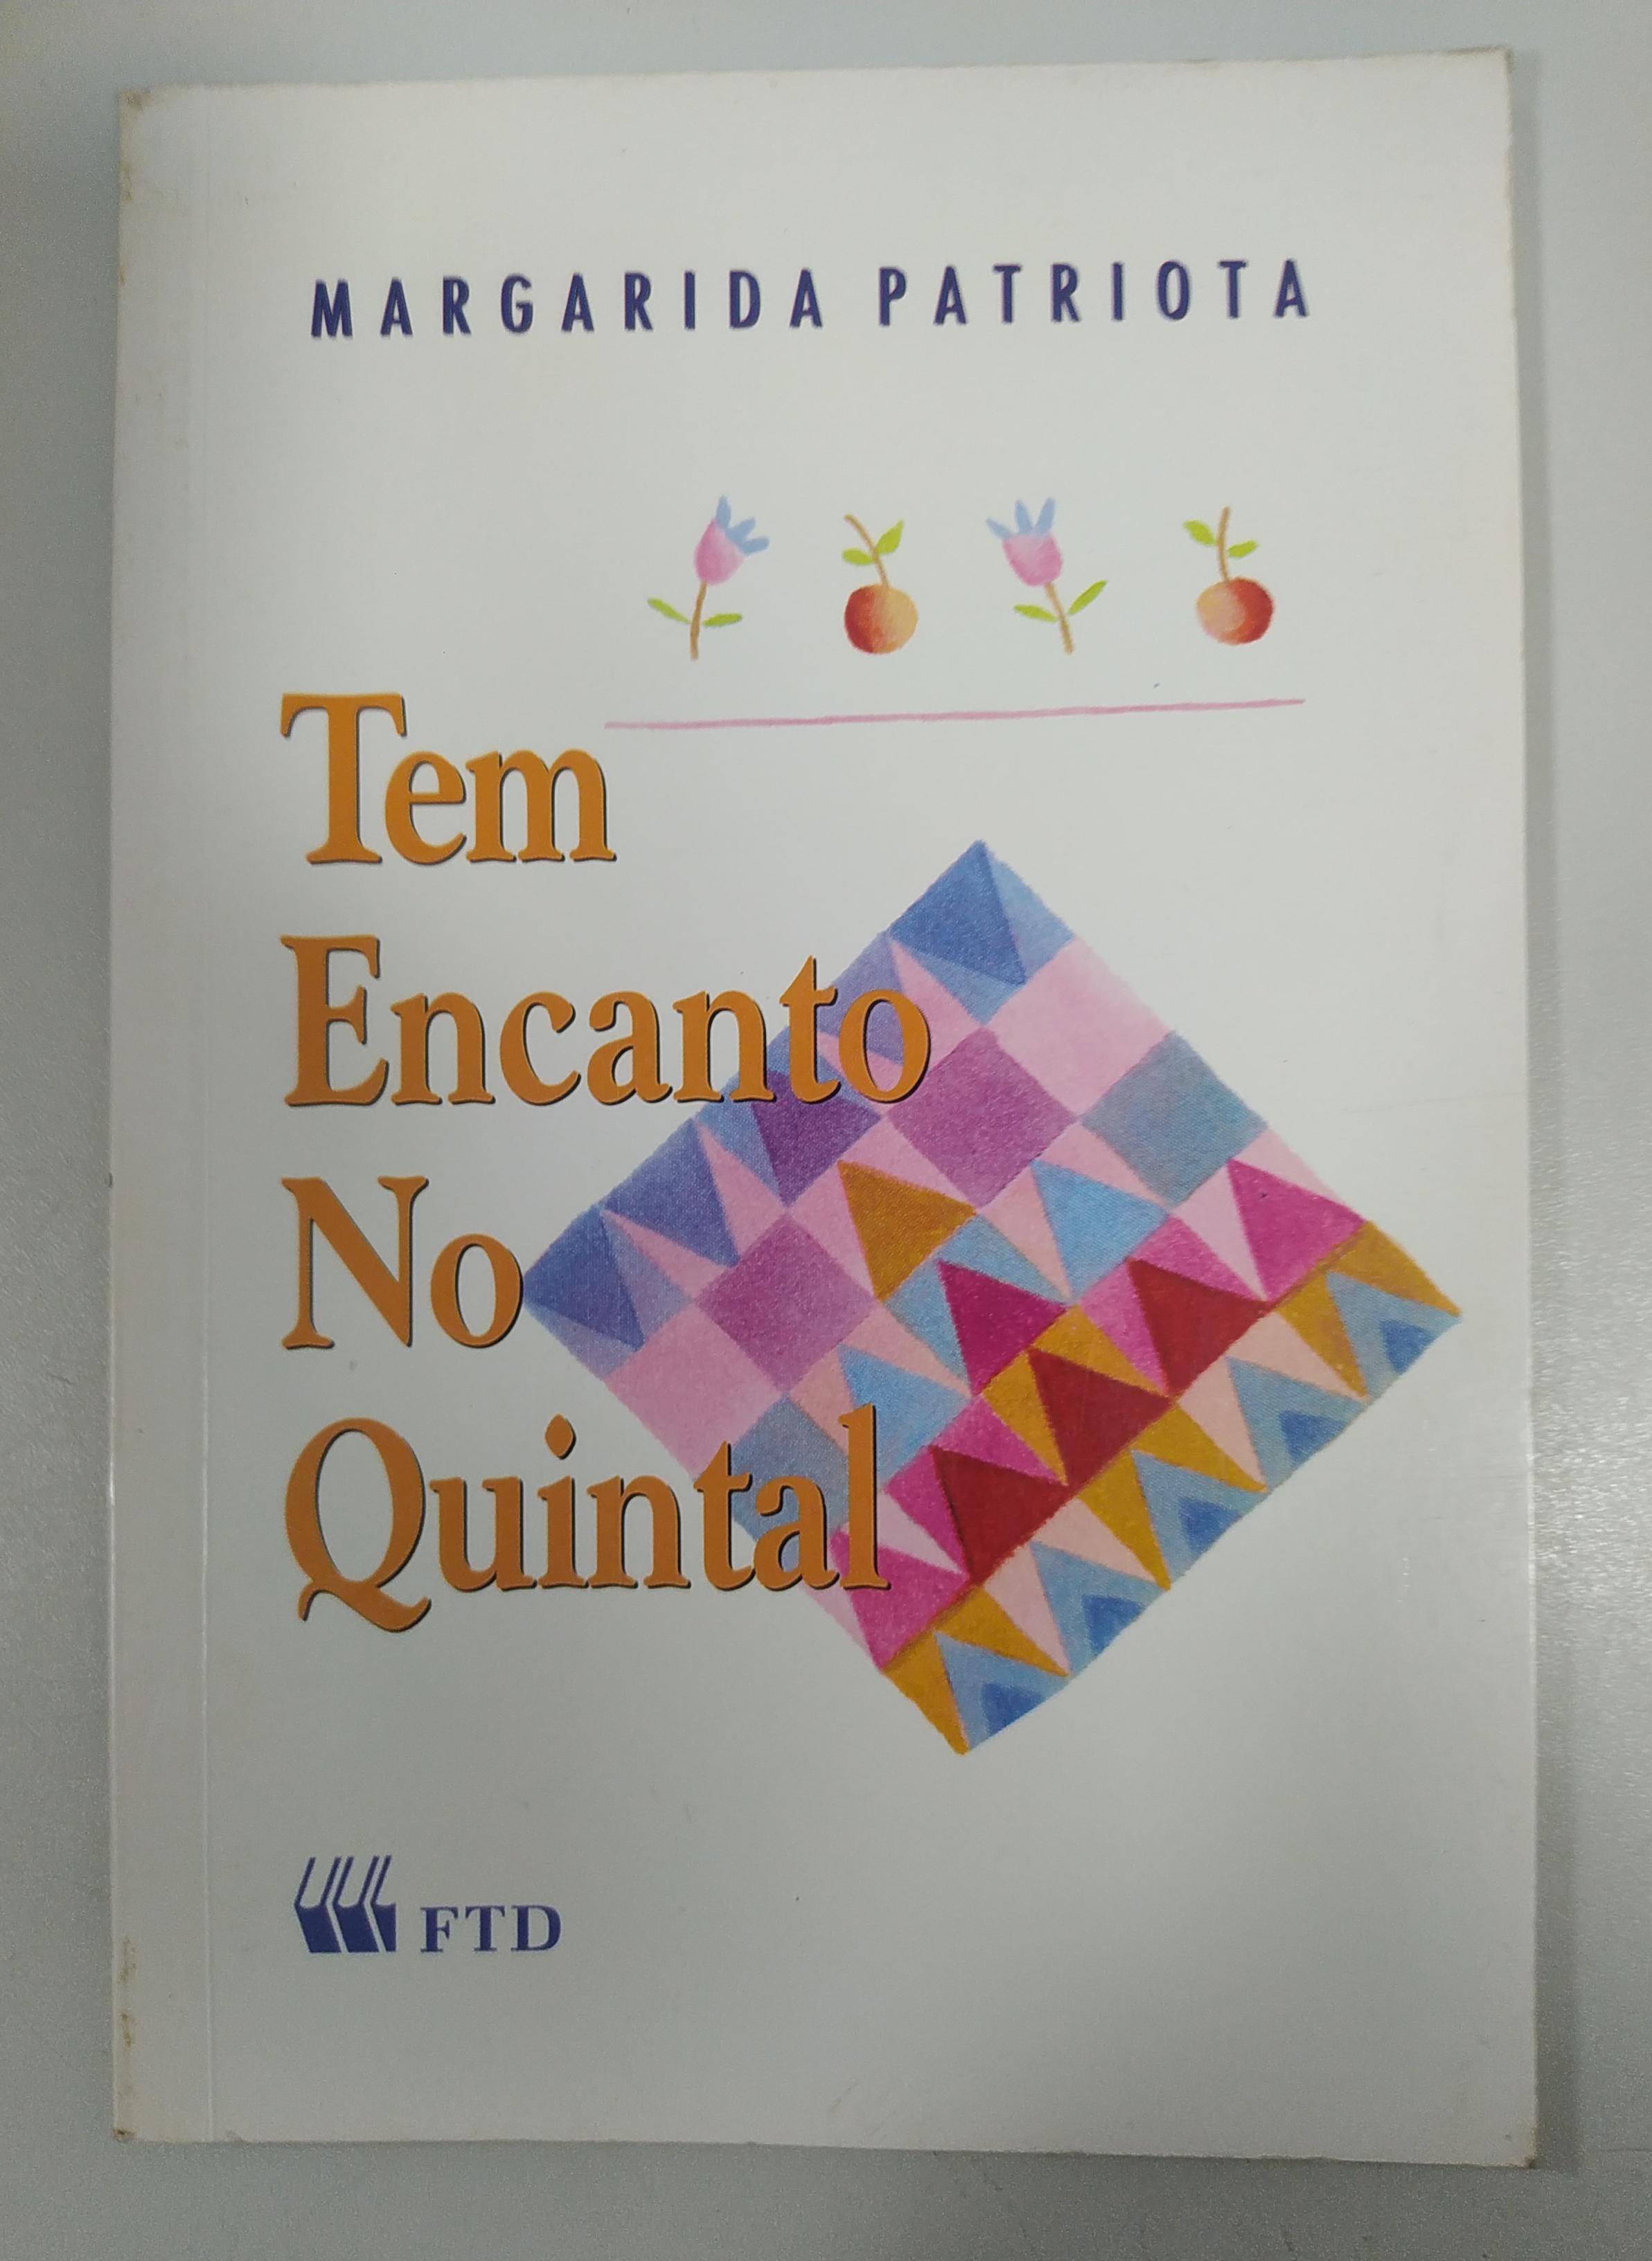 MARGARIDA PATRIOTA
Tem
Encanto
No
Quintal
FTD